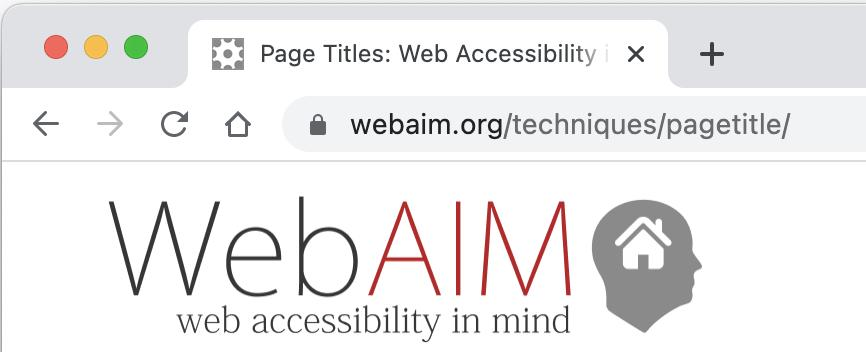 Page Titles: Web Accessibility
webaim.org/techniques/pagetitle/
WebAIM
web accessibility in mind